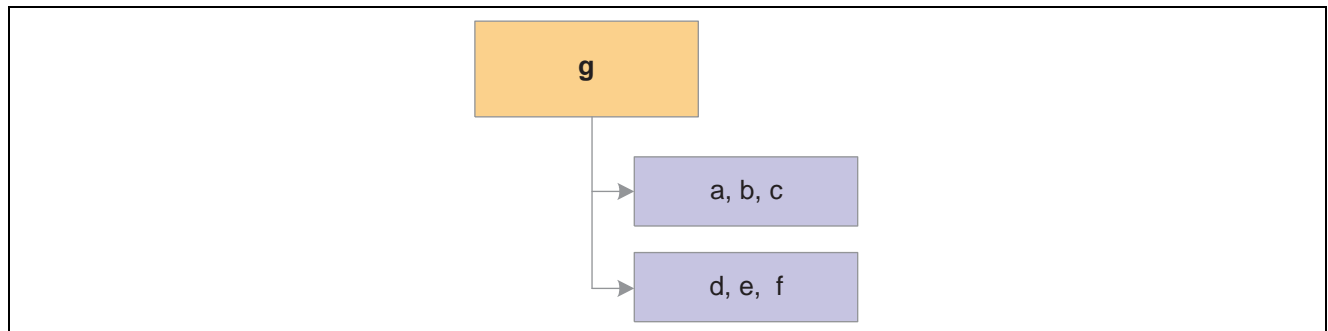 g
a, b, c
d, e, f